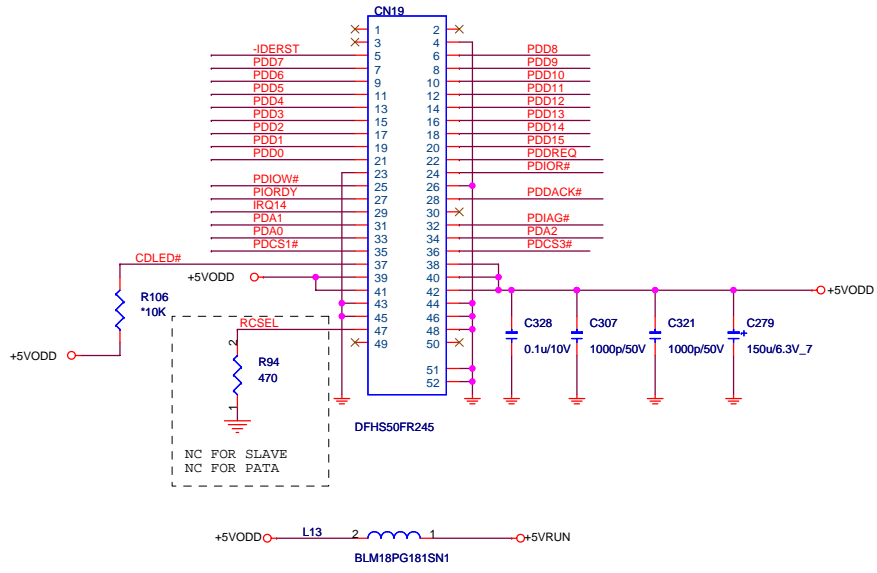 CN19
1 2
3 4
-IDERST 5 6 PDD8
PDD7 7 8 PDD9
PDD6 9 10 PDD10
PDD5 11 12 PDD11
PDD4 13 14 PDD12
PDD3 15 16 PDD13
PDD2 17 18 PDD14
PDD1 19 20 PDD15
PDD0 21 22 PDDREQ
23 24 PDIOR#
PDIOW# 25 26
PIORDY 27 28 PDDACK#
IRQ14 29 30
PDA1 31 32 PDIAG#
PDA0 33 34 PDA2
PDCS1# 35 36 PDCS3#
CDLED# 37 38
+5VODD 39 40
41 42 +5VODD
R106
*10K
43 44
45 46
RCSEL 47 48
49 50
51
52
+5VODD
2
R94
470
1
C328
0.1u/10V
C307
1000p/50V
C321
1000p/50V
C279
+
150u/6.3V_7
DFHS50FR245
NC FOR SLAVE
NC FOR PATA
+5VODD L13 2 1 +5VRUN
BLM18PG181SN1